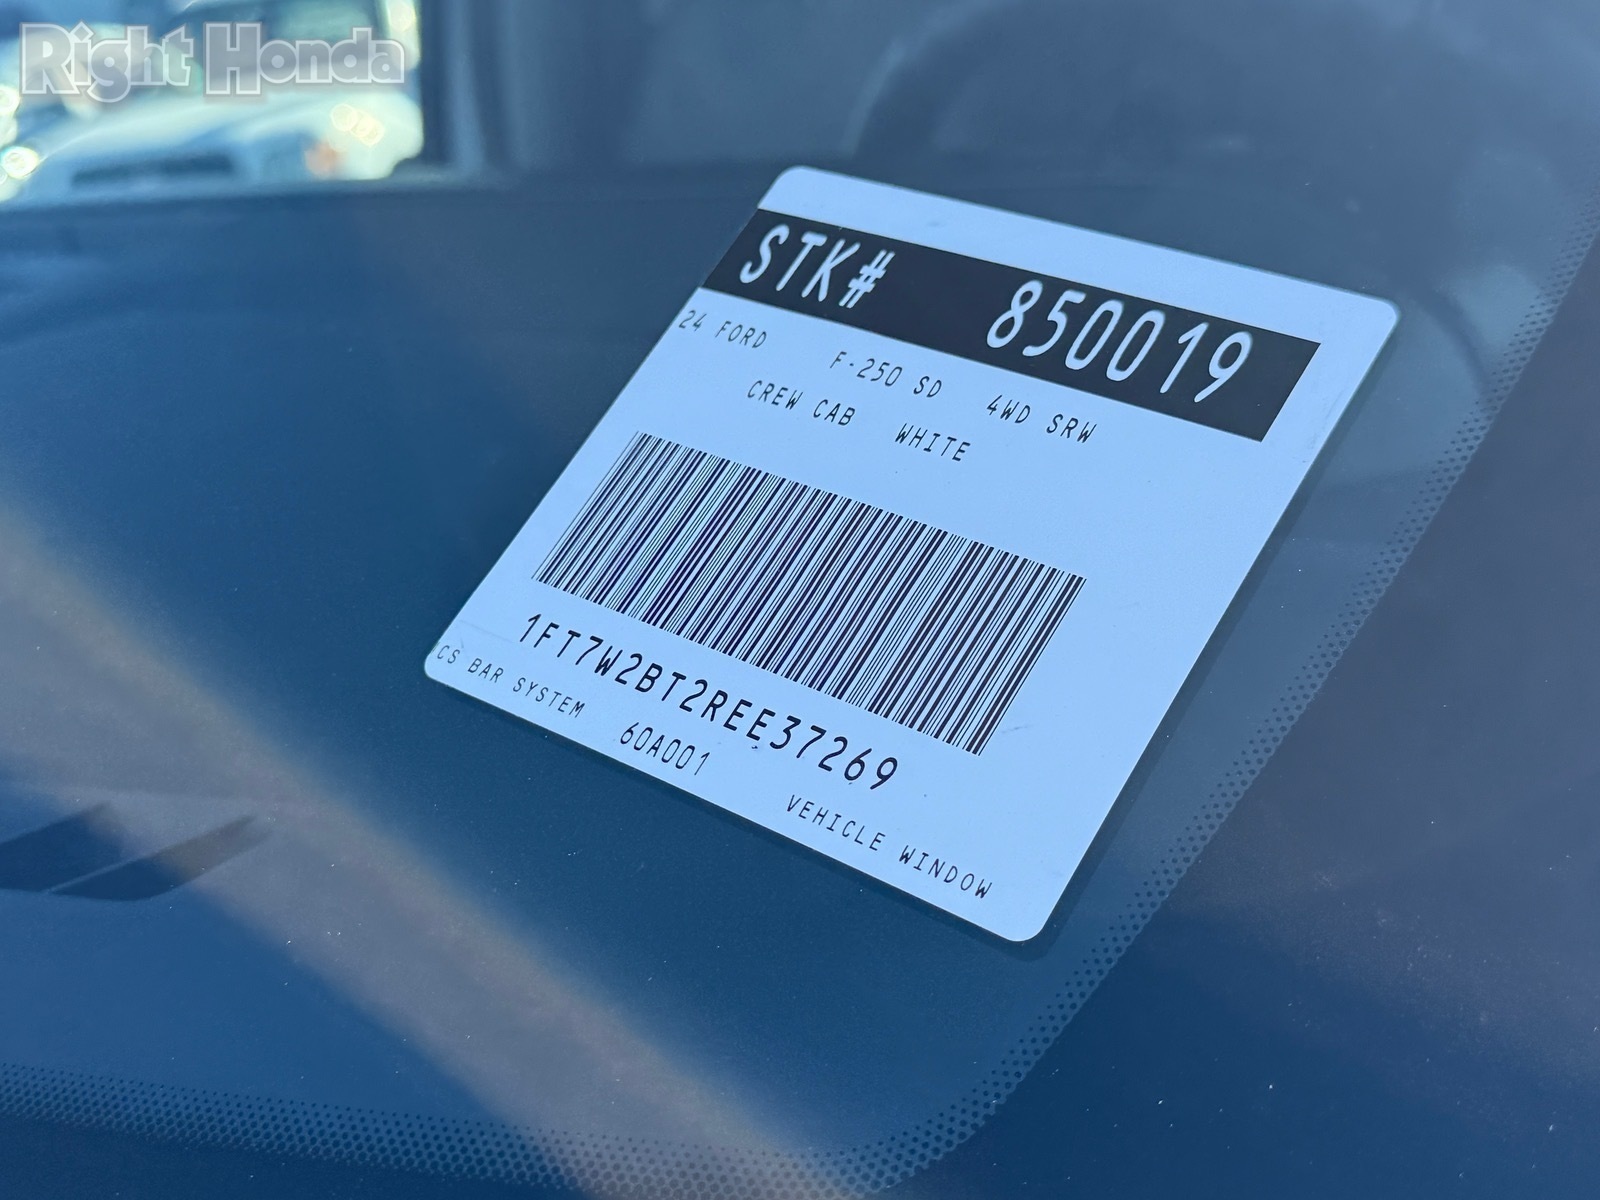 Right Honda
STK# 850019
24 FORD F-250 SD 4WD SRW
CREW CAB WHITE
1FT7W2BT2REE37269
CS BAR SYSTEM 60A001 VEHICLE WINDOW